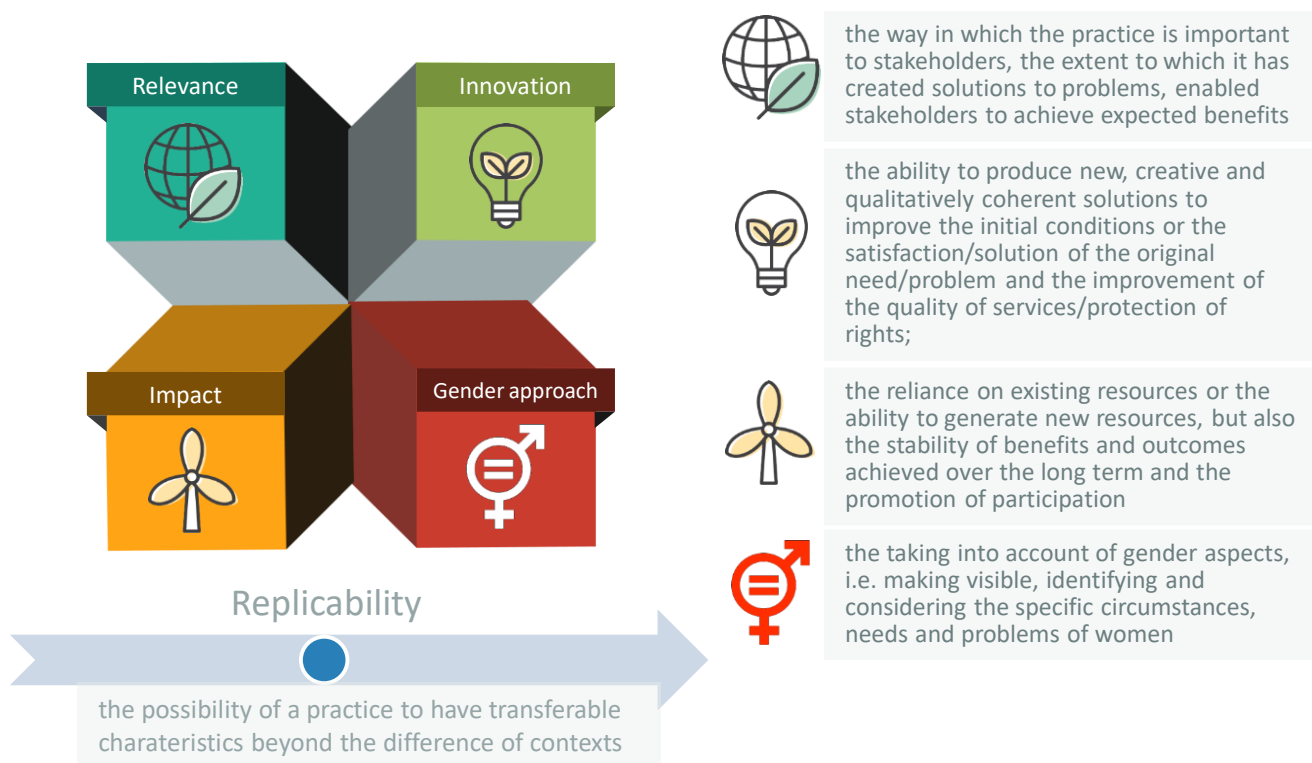 Relevance
Innovation
Impact
Gender approach
Replicability
the possibility of a practice to have transferable
charateristics beyond the difference of contexts
the way in which the practice is important
to stakeholders, the extent to which it has
created solutions to problems, enabled
stakeholders to achieve expected benefits
the ability to produce new, creative and
qualitatively coherent solutions to
improve the initial conditions or the
satisfaction/solution of the original
need/problem and the improvement of
the quality of services/protection of
rights;
the reliance on existing resources or the
ability to generate new resources, but also
the stability of benefits and outcomes
achieved over the long term and the
promotion of participation
the taking into account of gender aspects,
i.e. making visible, identifying and
considering the specific circumstances,
needs and problems of women